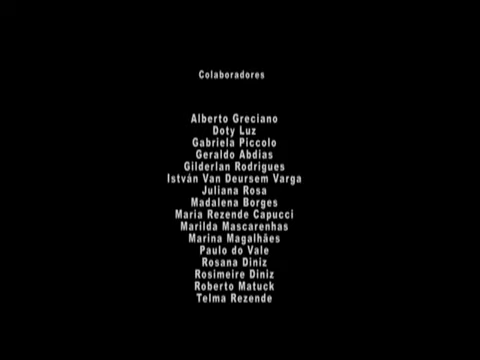 Colaboradores
Alberto Greciano
Doty Luz
Gabriela Piccolo
Geraldo Abdias
Gilderlan Rodrigues
István Van Deursem Varga
Juliana Rosa
Madalena Borges
Maria Rezende Capucci
Marilda Mascarenhas
Marina Magalhães
Paulo do Vale
Rosana Diniz
Rosimeire Diniz
Roberto Matuck
Telma Rezende